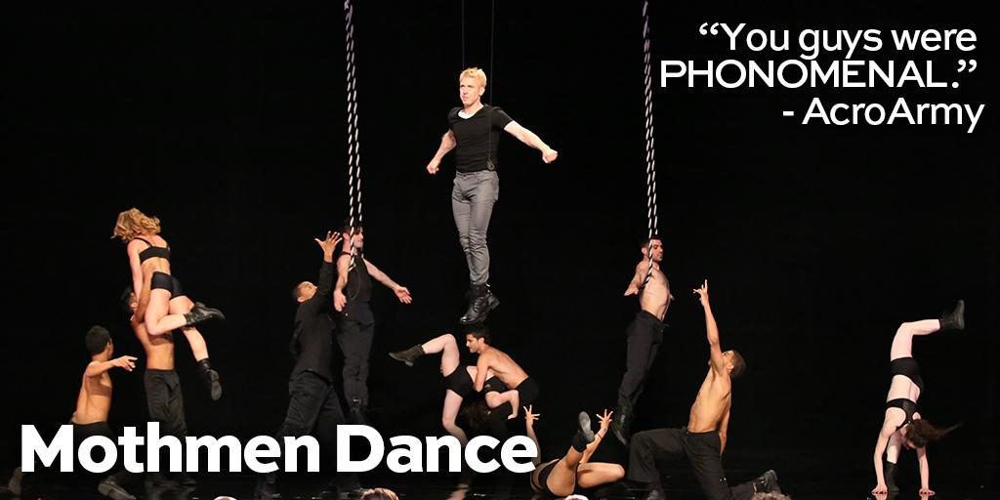 “You guys were
PHONOMENAL.”
- AcroArmy
Mothmen Dance